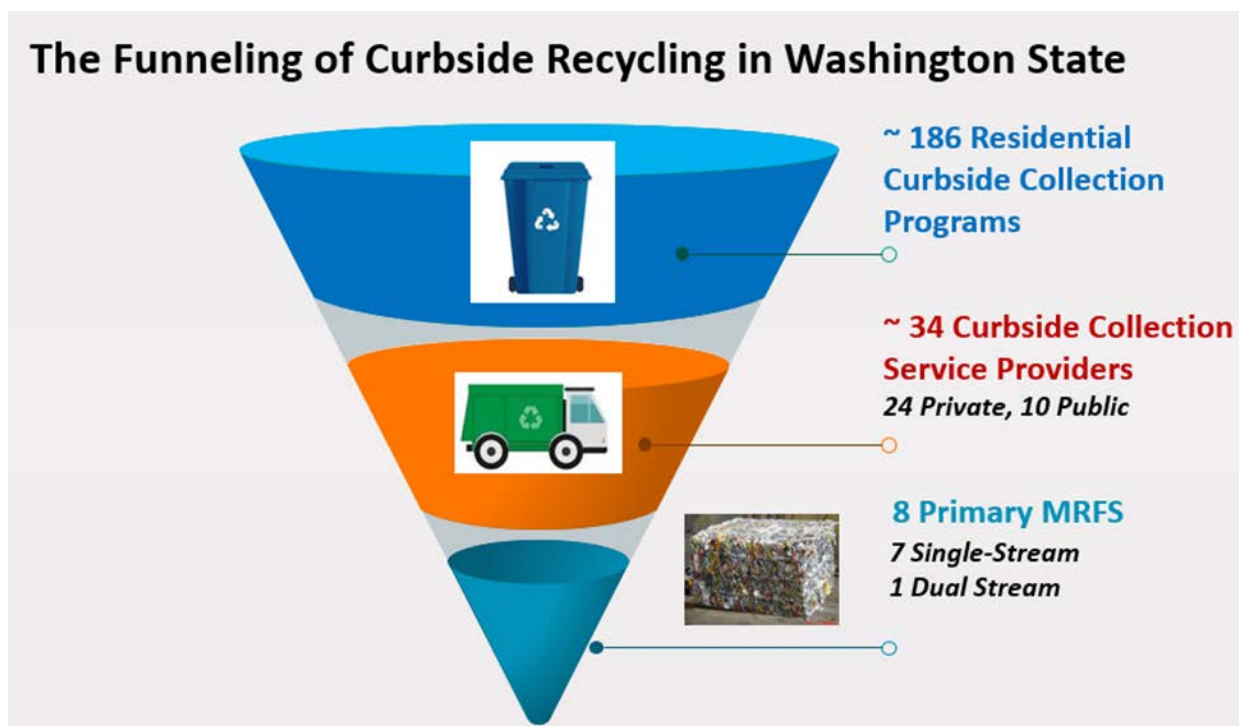 The Funneling of Curbside Recycling in Washington State
~ 186 Residential
Curbside Collection
Programs
~ 34 Curbside Collection
Service Providers
24 Private, 10 Public
8 Primary MRFS
7 Single-Stream
1 Dual Stream